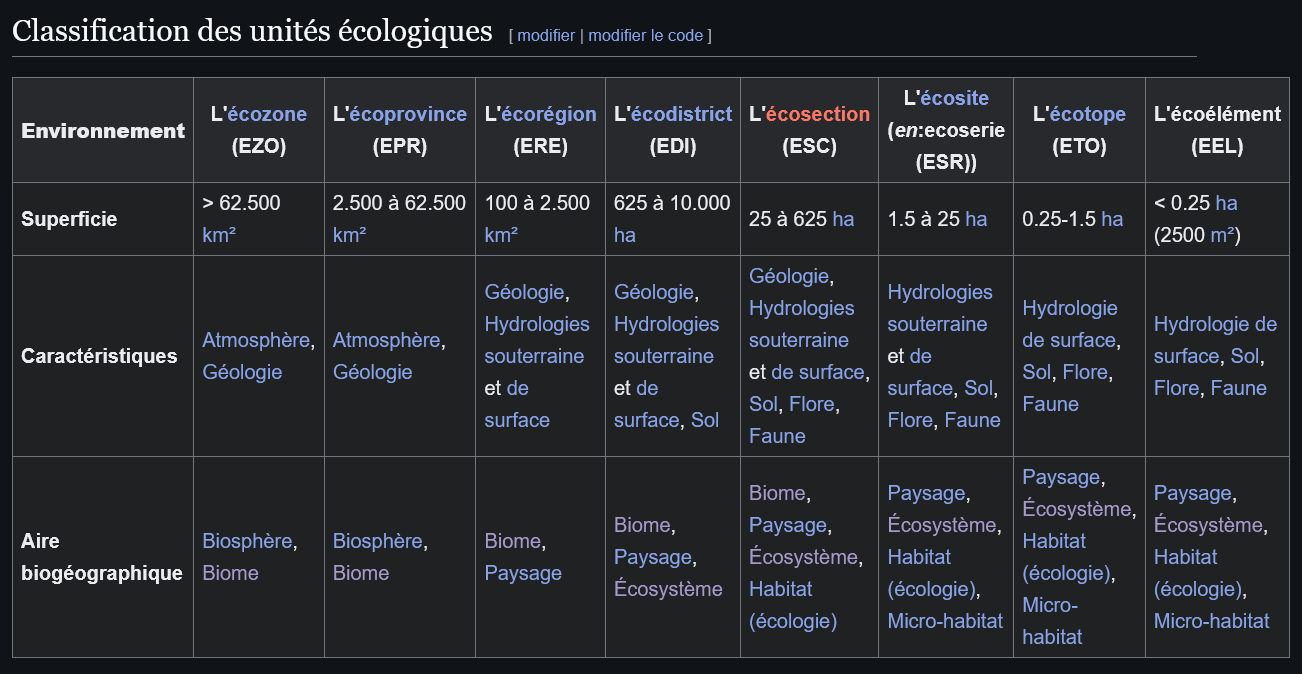 Classification des unités écologiques [ modifier | modifier le code ]
Environnement
L'écozone
(EZO)
L'écoprovince
(EPR)
L'écorégion
(ERE)
L'écodistrict
(EDI)
L'écosection
(ESC)
L'écosite
(en:ecoserie
(ESR))
L'écotope
(ETO)
L'écoélément
(EEL)
Superficie
> 62.500
km²
2.500 à 62.500
km²
100 à 2.500
km²
625 à 10.000
ha
25 à 625 ha
1.5 à 25 ha
0.25-1.5 ha
< 0.25 ha
(2500 m²)
Caractéristiques
Atmosphère,
Géologie
Atmosphère,
Géologie
Géologie,
Hydrologies
souterraine
et de
surface
Géologie,
Hydrologies
souterraine
et de
surface, Sol
Géologie,
Hydrologies
souterraine
et de surface,
Sol, Flore,
Faune
Hydrologies
souterraine
et de
surface, Sol,
Flore, Faune
Hydrologie
de surface,
Sol, Flore,
Faune
Hydrologie de
surface, Sol,
Flore, Faune
Aire
biogéographique
Biosphère,
Biome
Biosphère,
Biome
Biome,
Paysage
Biome,
Paysage,
Écosystème
Biome,
Paysage,
Écosystème,
Habitat
(écologie)
Paysage,
Écosystème,
Habitat
(écologie),
Micro-habitat
Paysage,
Écosystème,
Habitat
(écologie),
Micro-
habitat
Paysage,
Écosystème,
Habitat
(écologie),
Micro-habitat